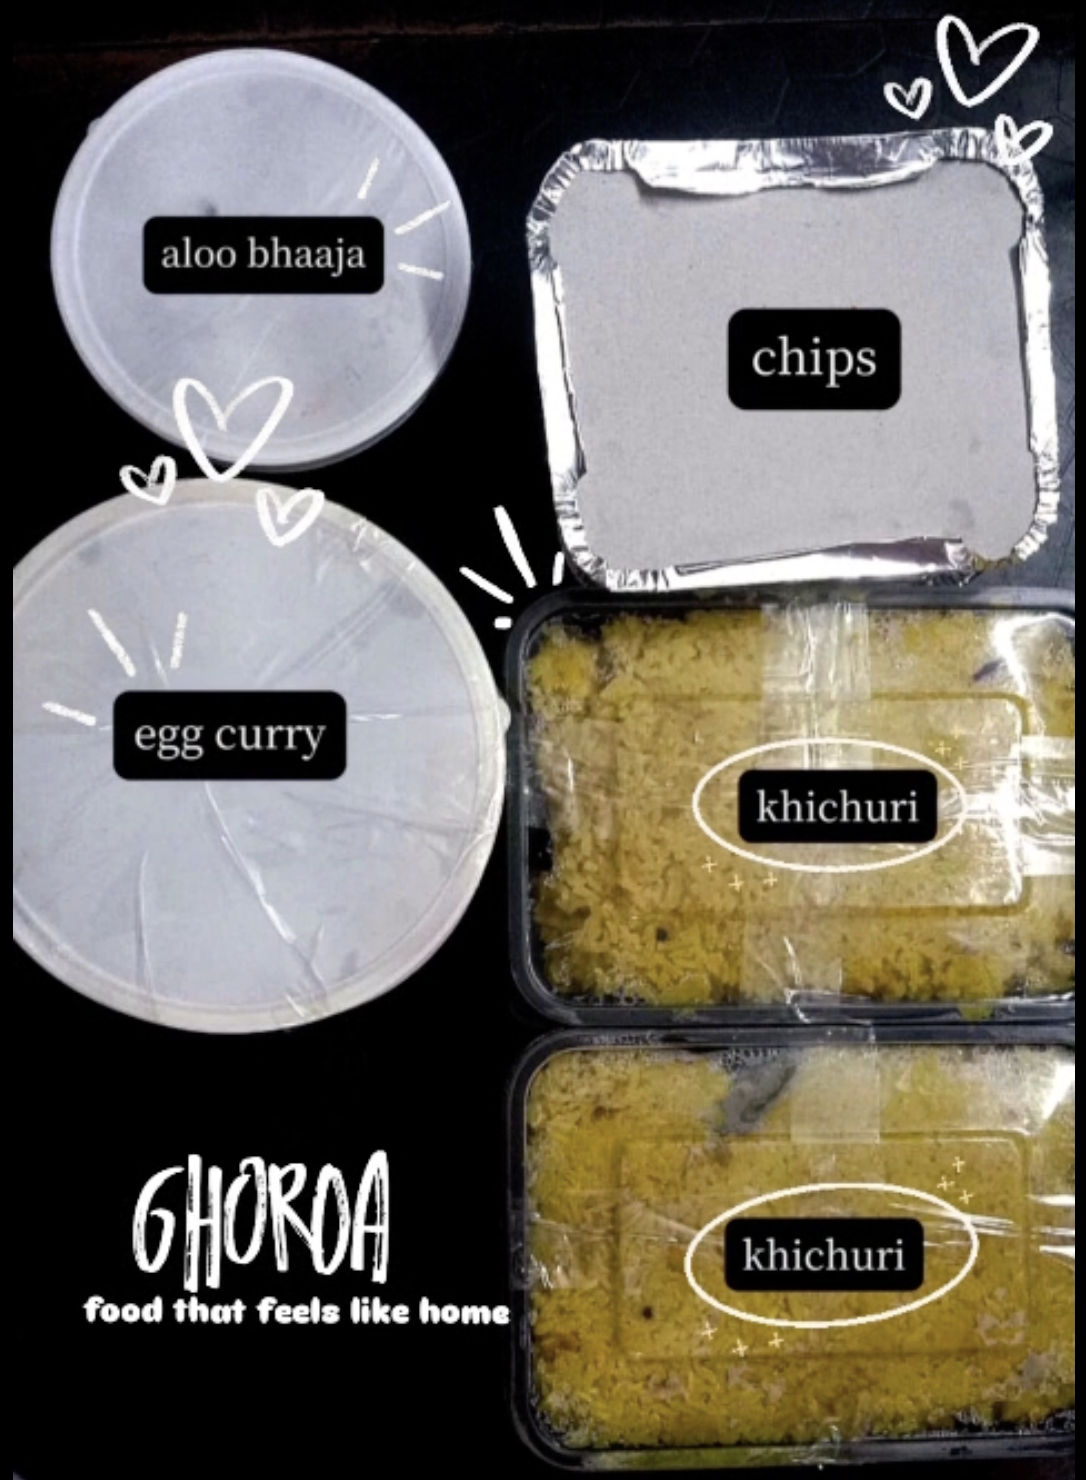 aloo bhaaja
chips
egg curry
khichuri
khichuri
GHOROA
food that feels like home